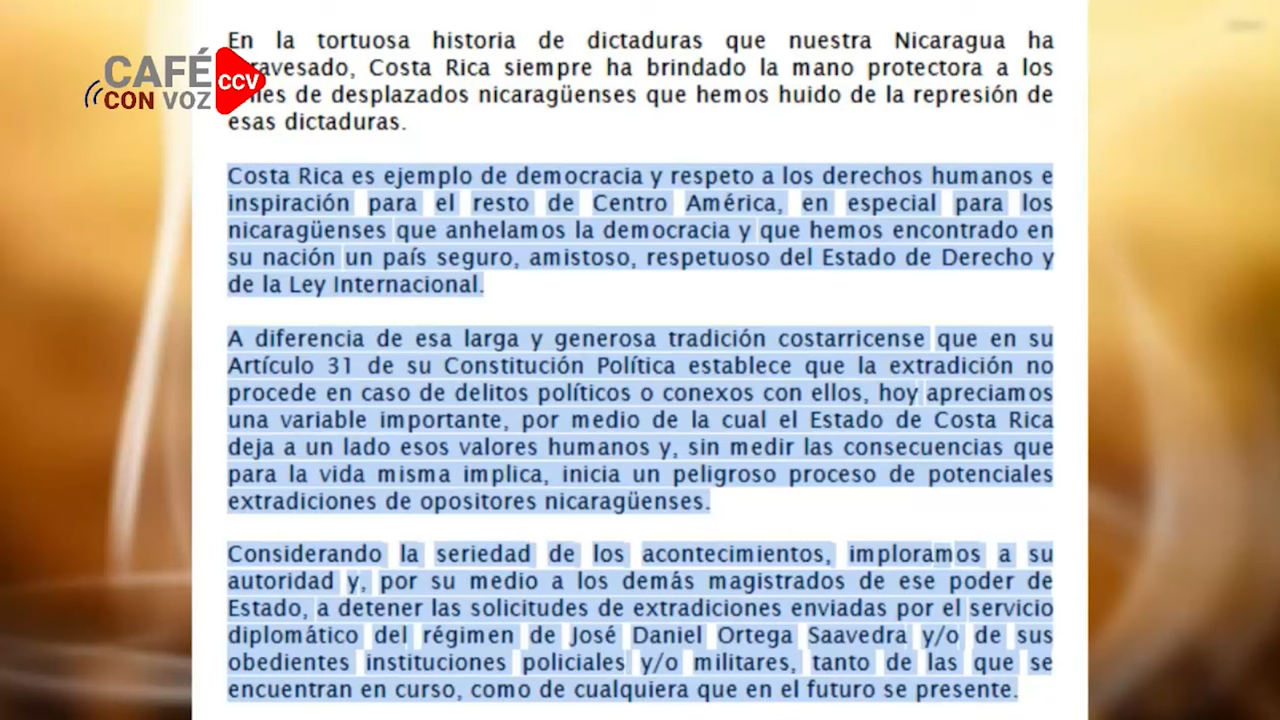 CAFÉ
CON VOZ
CCV
En la tortuosa historia de dictaduras que nuestra Nicaragua ha
avesado, Costa Rica siempre ha brindado la mano protectora a los
de desplazados nicaragüenses que hemos huido de la represión de
esas dictaduras.
Costa Rica es ejemplo de democracia y respeto a los derechos humanos e
inspiración para el resto de Centro América, en especial para los
nicaragüenses que anhelamos la democracia y que hemos encontrado en
su nación un país seguro, amistoso, respetuoso del Estado de Derecho y
de la Ley Internacional.
A diferencia de esa larga y generosa tradición costarricense que en su
Artículo 31 de su Constitución Política establece que la extradición no
procede en caso de delitos políticos o conexos con ellos, hoy apreciamos
una variable importante, por medio de la cual el Estado de Costa Rica
deja a un lado esos valores humanos y, sin medir las consecuencias que
para la vida misma implica, inicia un peligroso proceso de potenciales
extradiciones de opositores nicaragüenses.
Considerando la seriedad de los acontecimientos, imploramos a su
autoridad y, por su medio a los demás magistrados de ese poder de
Estado, a detener las solicitudes de extradiciones enviadas por el servicio
diplomático del régimen de José Daniel Ortega Saavedra y/o de sus
obedientes instituciones policiales y/o militares, tanto de las que se
encuentran en curso, como de cualquiera que en el futuro se presente.